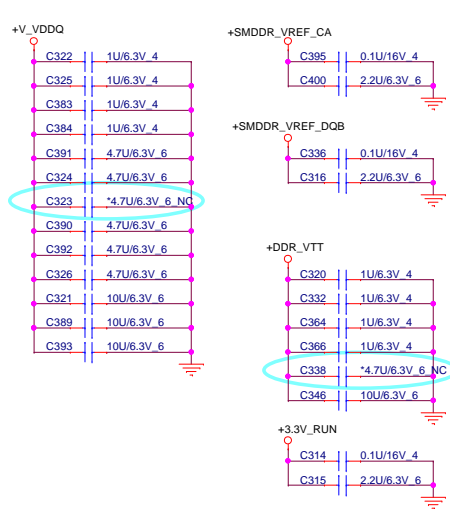 +V_VDDQ
C322 1U/6.3V_4
C325 1U/6.3V_4
C383 1U/6.3V_4
C384 1U/6.3V_4
C391 4.7U/6.3V_6
C324 4.7U/6.3V_6
C323 *4.7U/6.3V_6_NC
C390 4.7U/6.3V_6
C392 4.7U/6.3V_6
C326 4.7U/6.3V_6
C321 10U/6.3V_6
C389 10U/6.3V_6
C393 10U/6.3V_6
+SMDDR_VREF_CA
C395 0.1U/16V_4
C400 2.2U/6.3V_6
+SMDDR_VREF_DQB
C336 0.1U/16V_4
C316 2.2U/6.3V_6
+DDR_VTT
C320 1U/6.3V_4
C332 1U/6.3V_4
C364 1U/6.3V_4
C366 1U/6.3V_4
C338 *4.7U/6.3V_6_NC
C346 10U/6.3V_6
+3.3V_RUN
C314 0.1U/16V_4
C315 2.2U/6.3V_6